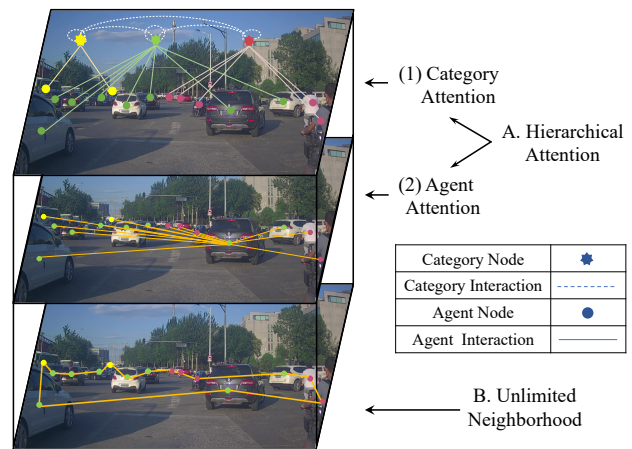 (1) Category
Attention
A. Hierarchical
Attention
(2) Agent
Attention
Category Node
Category Interaction
Agent Node
Agent Interaction
B. Unlimited
Neighborhood